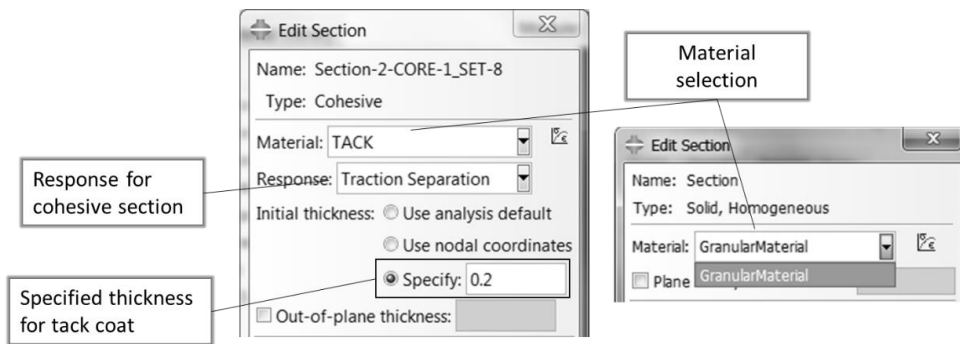 Edit Section
Name: Section-2-CORE-1_SET-8
Type: Cohesive
Material: TACK
Response: Traction Separation
Initial thickness: Use analysis default
Use nodal coordinates
Specify: 0.2
Out-of-plane thickness:
Response for
cohesive section
Specified thickness
for tack coat
Material
selection
Edit Section
Name: Section
Type: Solid, Homogeneous
Material: GranularMaterial
Plane
GranularMaterial